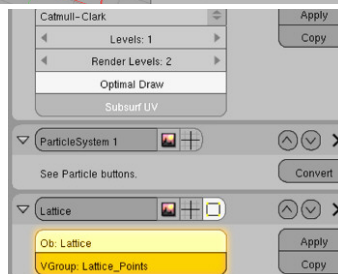 Catmull-Clark
Apply
Levels: 1
Copy
Render Levels: 2
Optimal Draw
Subsurf UV
ParticleSystem 1
See Particle buttons.
Convert
Lattice
Ob: Lattice
Apply
VGroup: Lattice_Points
Copy